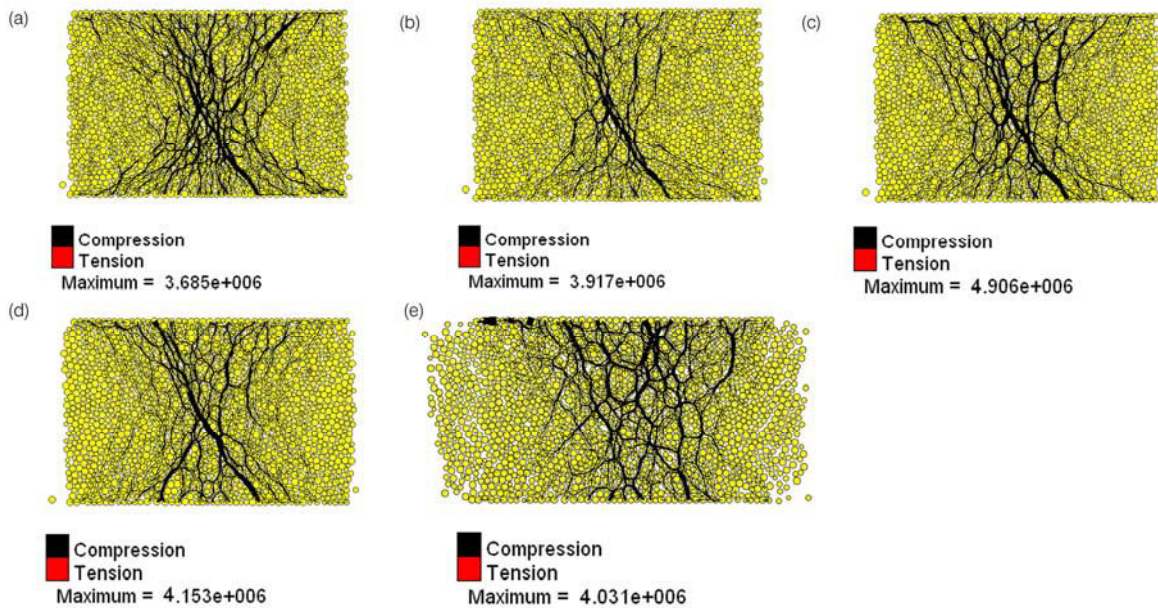 (a)
Compression
Tension
Maximum = 3.685e+006
(b)
Compression
Tension
Maximum = 3.917e+006
(c)
Compression
Tension
Maximum = 4.906e+006
(d)
Compression
Tension
Maximum = 4.153e+006
(e)
Compression
Tension
Maximum = 4.031e+006